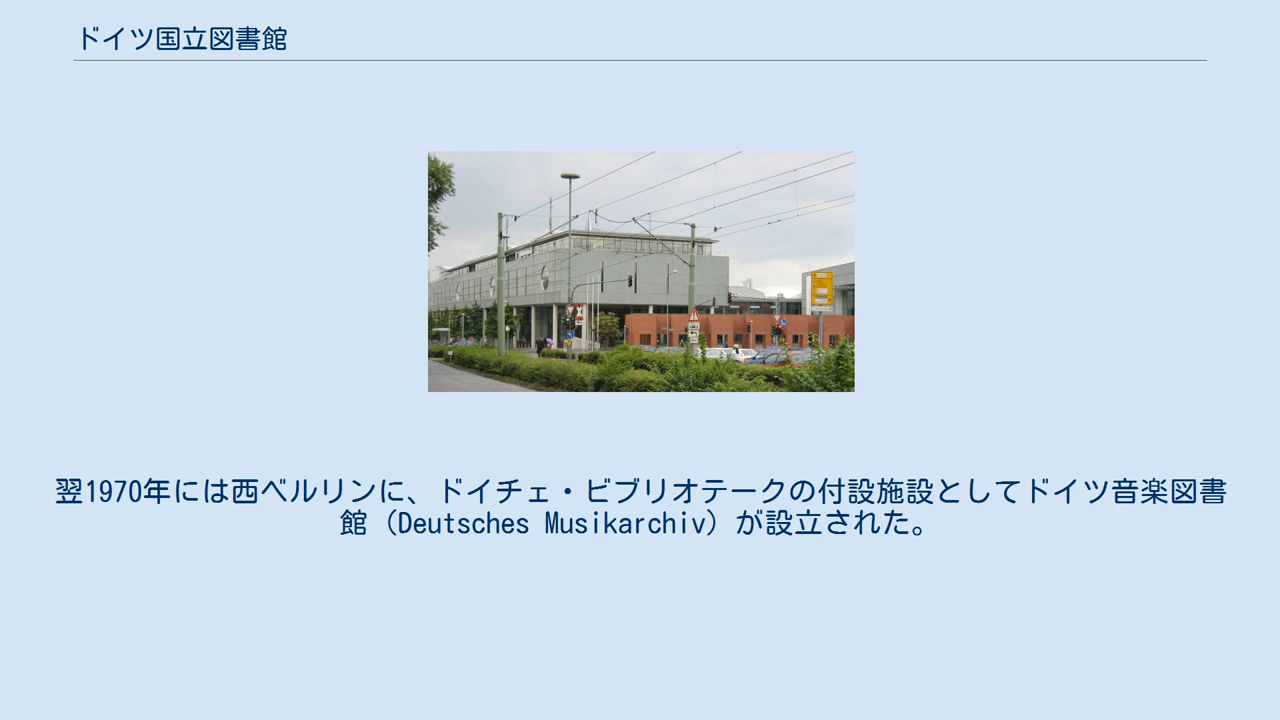 ドイツ国立図書館
翌1970年には西ベルリンに、ドイチェ・ビブリオテークの付設施設としてドイツ音楽図書
館（Deutsches Musikarchiv）が設立された。